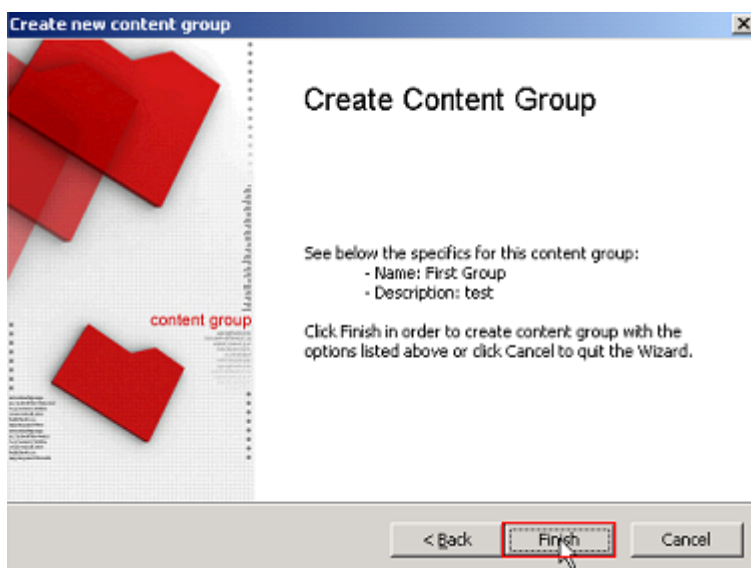 Create new content group
Create Content Group
See below the specifics for this content group:
- Name: First Group
- Description: test
content group
Click Finish in order to create content group with the
options listed above or click Cancel to quit the Wizard.
< Back
Finish
Cancel